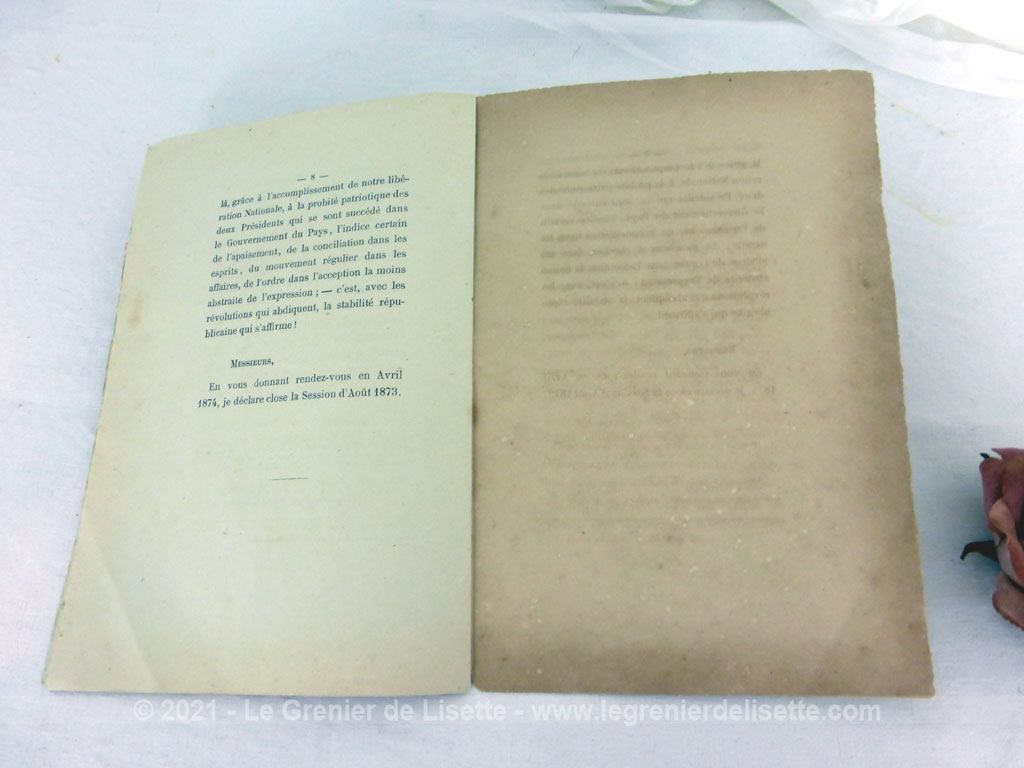 — 8 —
là, grâce à l'accomplissement de notre libé-
ration Nationale, à la probité patriotique des
deux Présidents qui se sont succédé dans
le Gouvernement du Pays, l'indice certain
de l'apaisement, de la conciliation dans les
esprits, du mouvement régulier dans les
affaires, de l'ordre dans l'acception la moins
abstraite de l'expression ; — c'est, avec les
révolutions qui abdiquent, la stabilité répu-
blicaine qui s'affirme !
MESSIEURS,
En vous donnant rendez-vous en Avril
1874, je déclare close la Session d'Août 1873.
© 2021 - Le Grenier de Lisette - www.legrenierdelisette.com